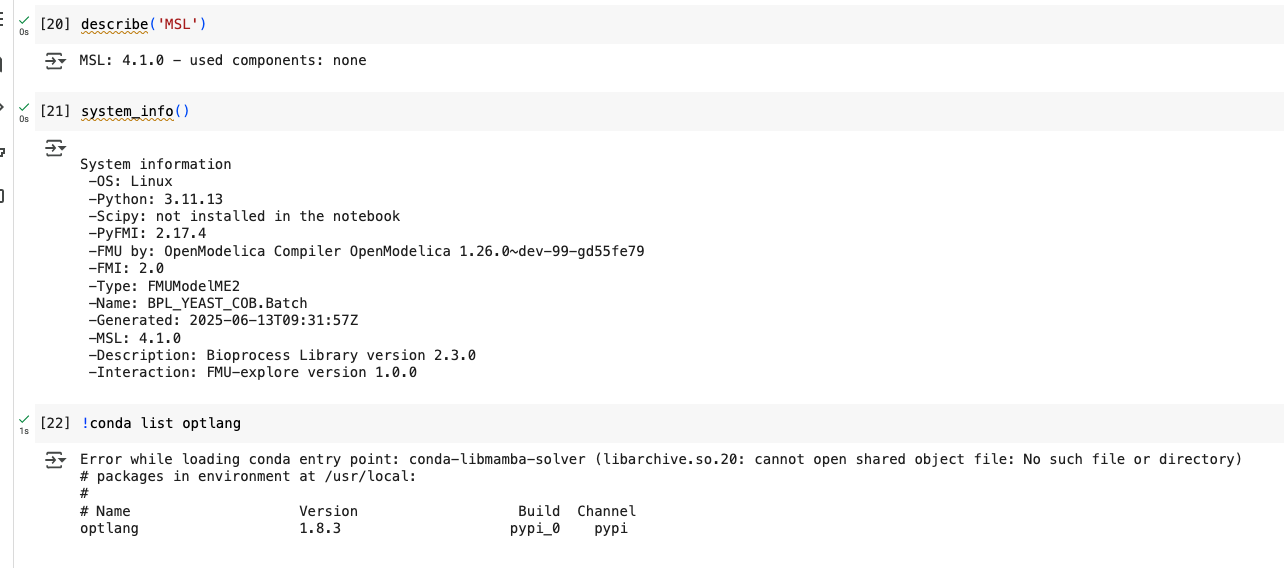 [20] describe('MSL')
0s
MSL: 4.1.0 – used components: none
[21] system_info()
0s
System information
–OS: Linux
–Python: 3.11.13
–Scipy: not installed in the notebook
–PyFMI: 2.17.4
–FMU by: OpenModelica Compiler OpenModelica 1.26.0~dev-99-gd55fe79
–FMI: 2.0
–Type: FMUModelME2
–Name: BPL_YEAST_COB.Batch
–Generated: 2025-06-13T09:31:57Z
–MSL: 4.1.0
–Description: Bioprocess Library version 2.3.0
–Interaction: FMU-explore version 1.0.0
[22] !conda list optlang
1s
Error while loading conda entry point: conda-libmamba-solver (libarchive.so.20: cannot open shared object file: No such file or directory)
# packages in environment at /usr/local:
#
# Name Version Build Channel
optlang 1.8.3 pypi_0 pypi